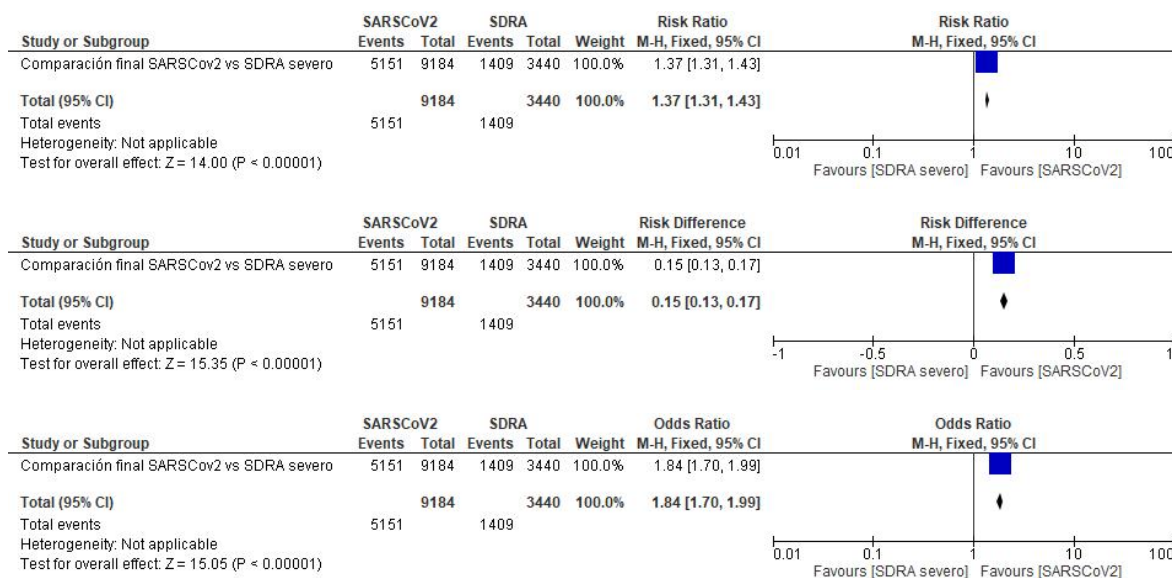 SARSCoV2 SDRA Risk Ratio Risk Ratio
Study or Subgroup Events Total Events Total Weight M-H, Fixed, 95% CI M-H, Fixed, 95% CI
Comparación final SARSCov2 vs SDRA severo 5151 9184 1409 3440 100.0% 1.37 [1.31, 1.43]
Total (95% CI) 9184 3440 100.0% 1.37 [1.31, 1.43]
Total events 5151 1409
Heterogeneity: Not applicable
Test for overall effect: Z = 14.00 (P < 0.00001)
0.01 0.1 1 10 100
Favours [SDRA severo] Favours [SARSCoV2]
SARSCoV2 SDRA Risk Difference Risk Difference
Study or Subgroup Events Total Events Total Weight M-H, Fixed, 95% CI M-H, Fixed, 95% CI
Comparación final SARSCov2 vs SDRA severo 5151 9184 1409 3440 100.0% 0.15 [0.13, 0.17]
Total (95% CI) 9184 3440 100.0% 0.15 [0.13, 0.17]
Total events 5151 1409
Heterogeneity: Not applicable
Test for overall effect: Z = 15.35 (P < 0.00001)
-1 -0.5 0 0.5 1
Favours [SDRA severo] Favours [SARSCoV2]
SARSCoV2 SDRA Odds Ratio Odds Ratio
Study or Subgroup Events Total Events Total Weight M-H, Fixed, 95% CI M-H, Fixed, 95% CI
Comparación final SARSCov2 vs SDRA severo 5151 9184 1409 3440 100.0% 1.84 [1.70, 1.99]
Total (95% CI) 9184 3440 100.0% 1.84 [1.70, 1.99]
Total events 5151 1409
Heterogeneity: Not applicable
Test for overall effect: Z = 15.05 (P < 0.00001)
0.01 0.1 1 10 100
Favours [SDRA severo] Favours [SARSCoV2]